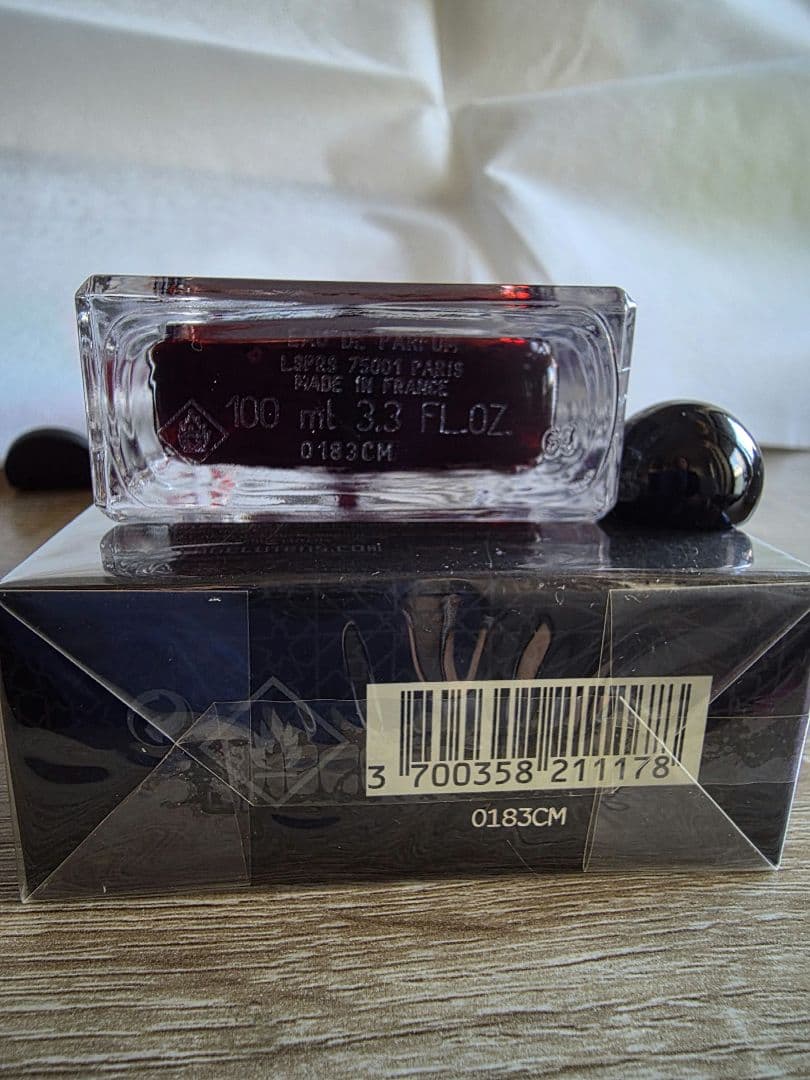 EAU DE PARFUM
LSPRS 75001 PARIS
MADE IN FRANCE
100 ml 3.3 FL.OZ.
0183CM
3 700358 211178
0183CM